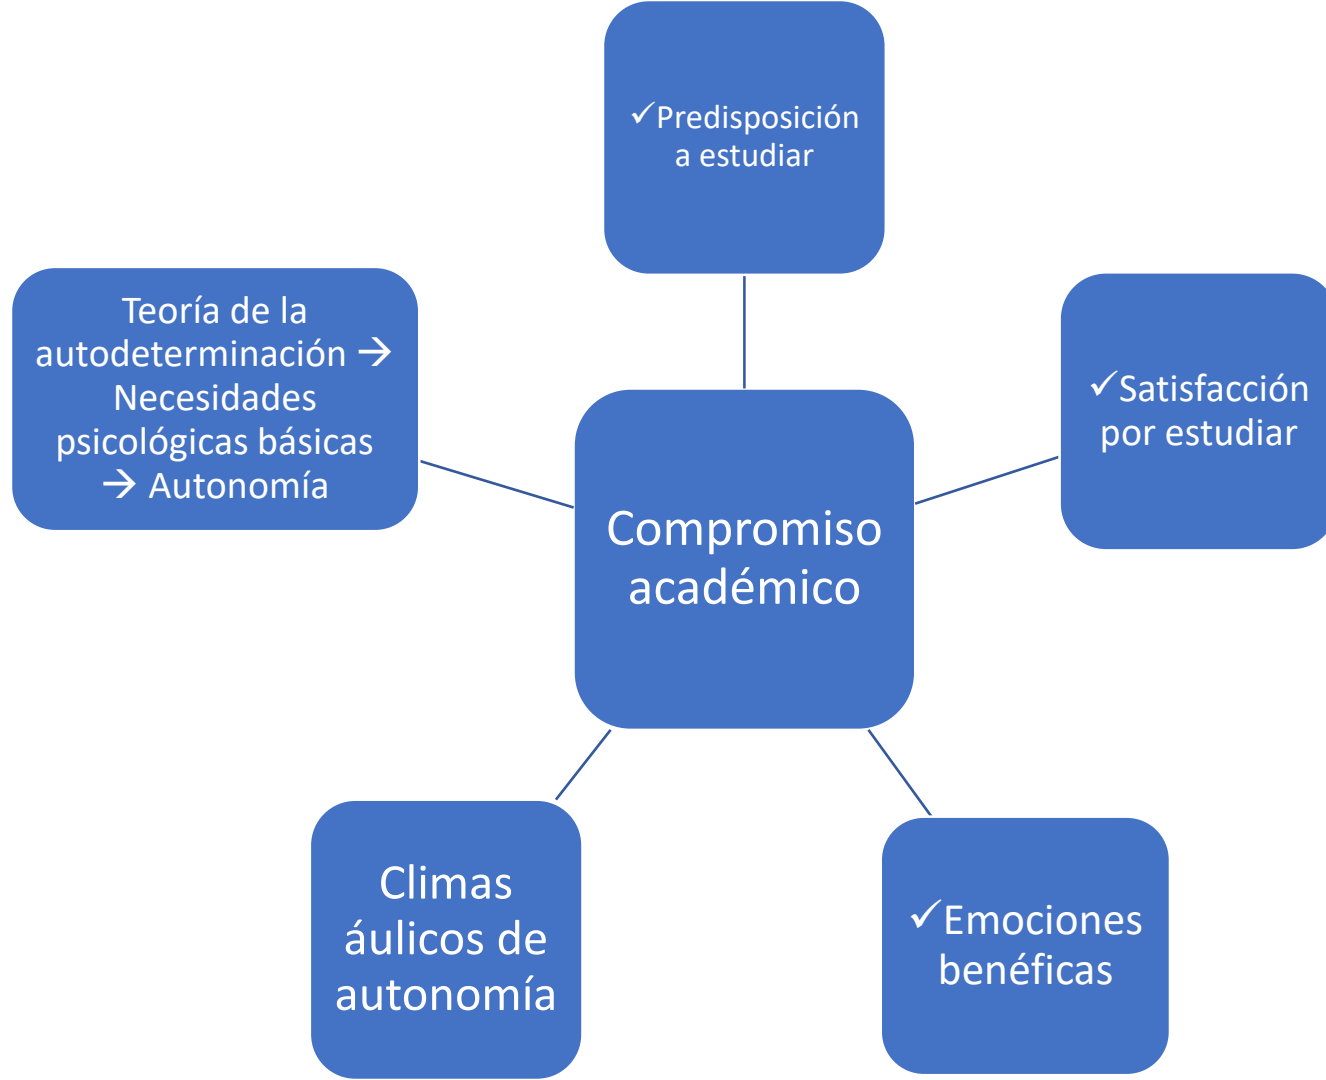 ✓Predisposición
a estudiar
Teoría de la
autodeterminación →
Necesidades
psicológicas básicas
→ Autonomía
✓Satisfacción
por estudiar
Compromiso
académico
Climas
áulicos de
autonomía
✓Emociones
benéficas